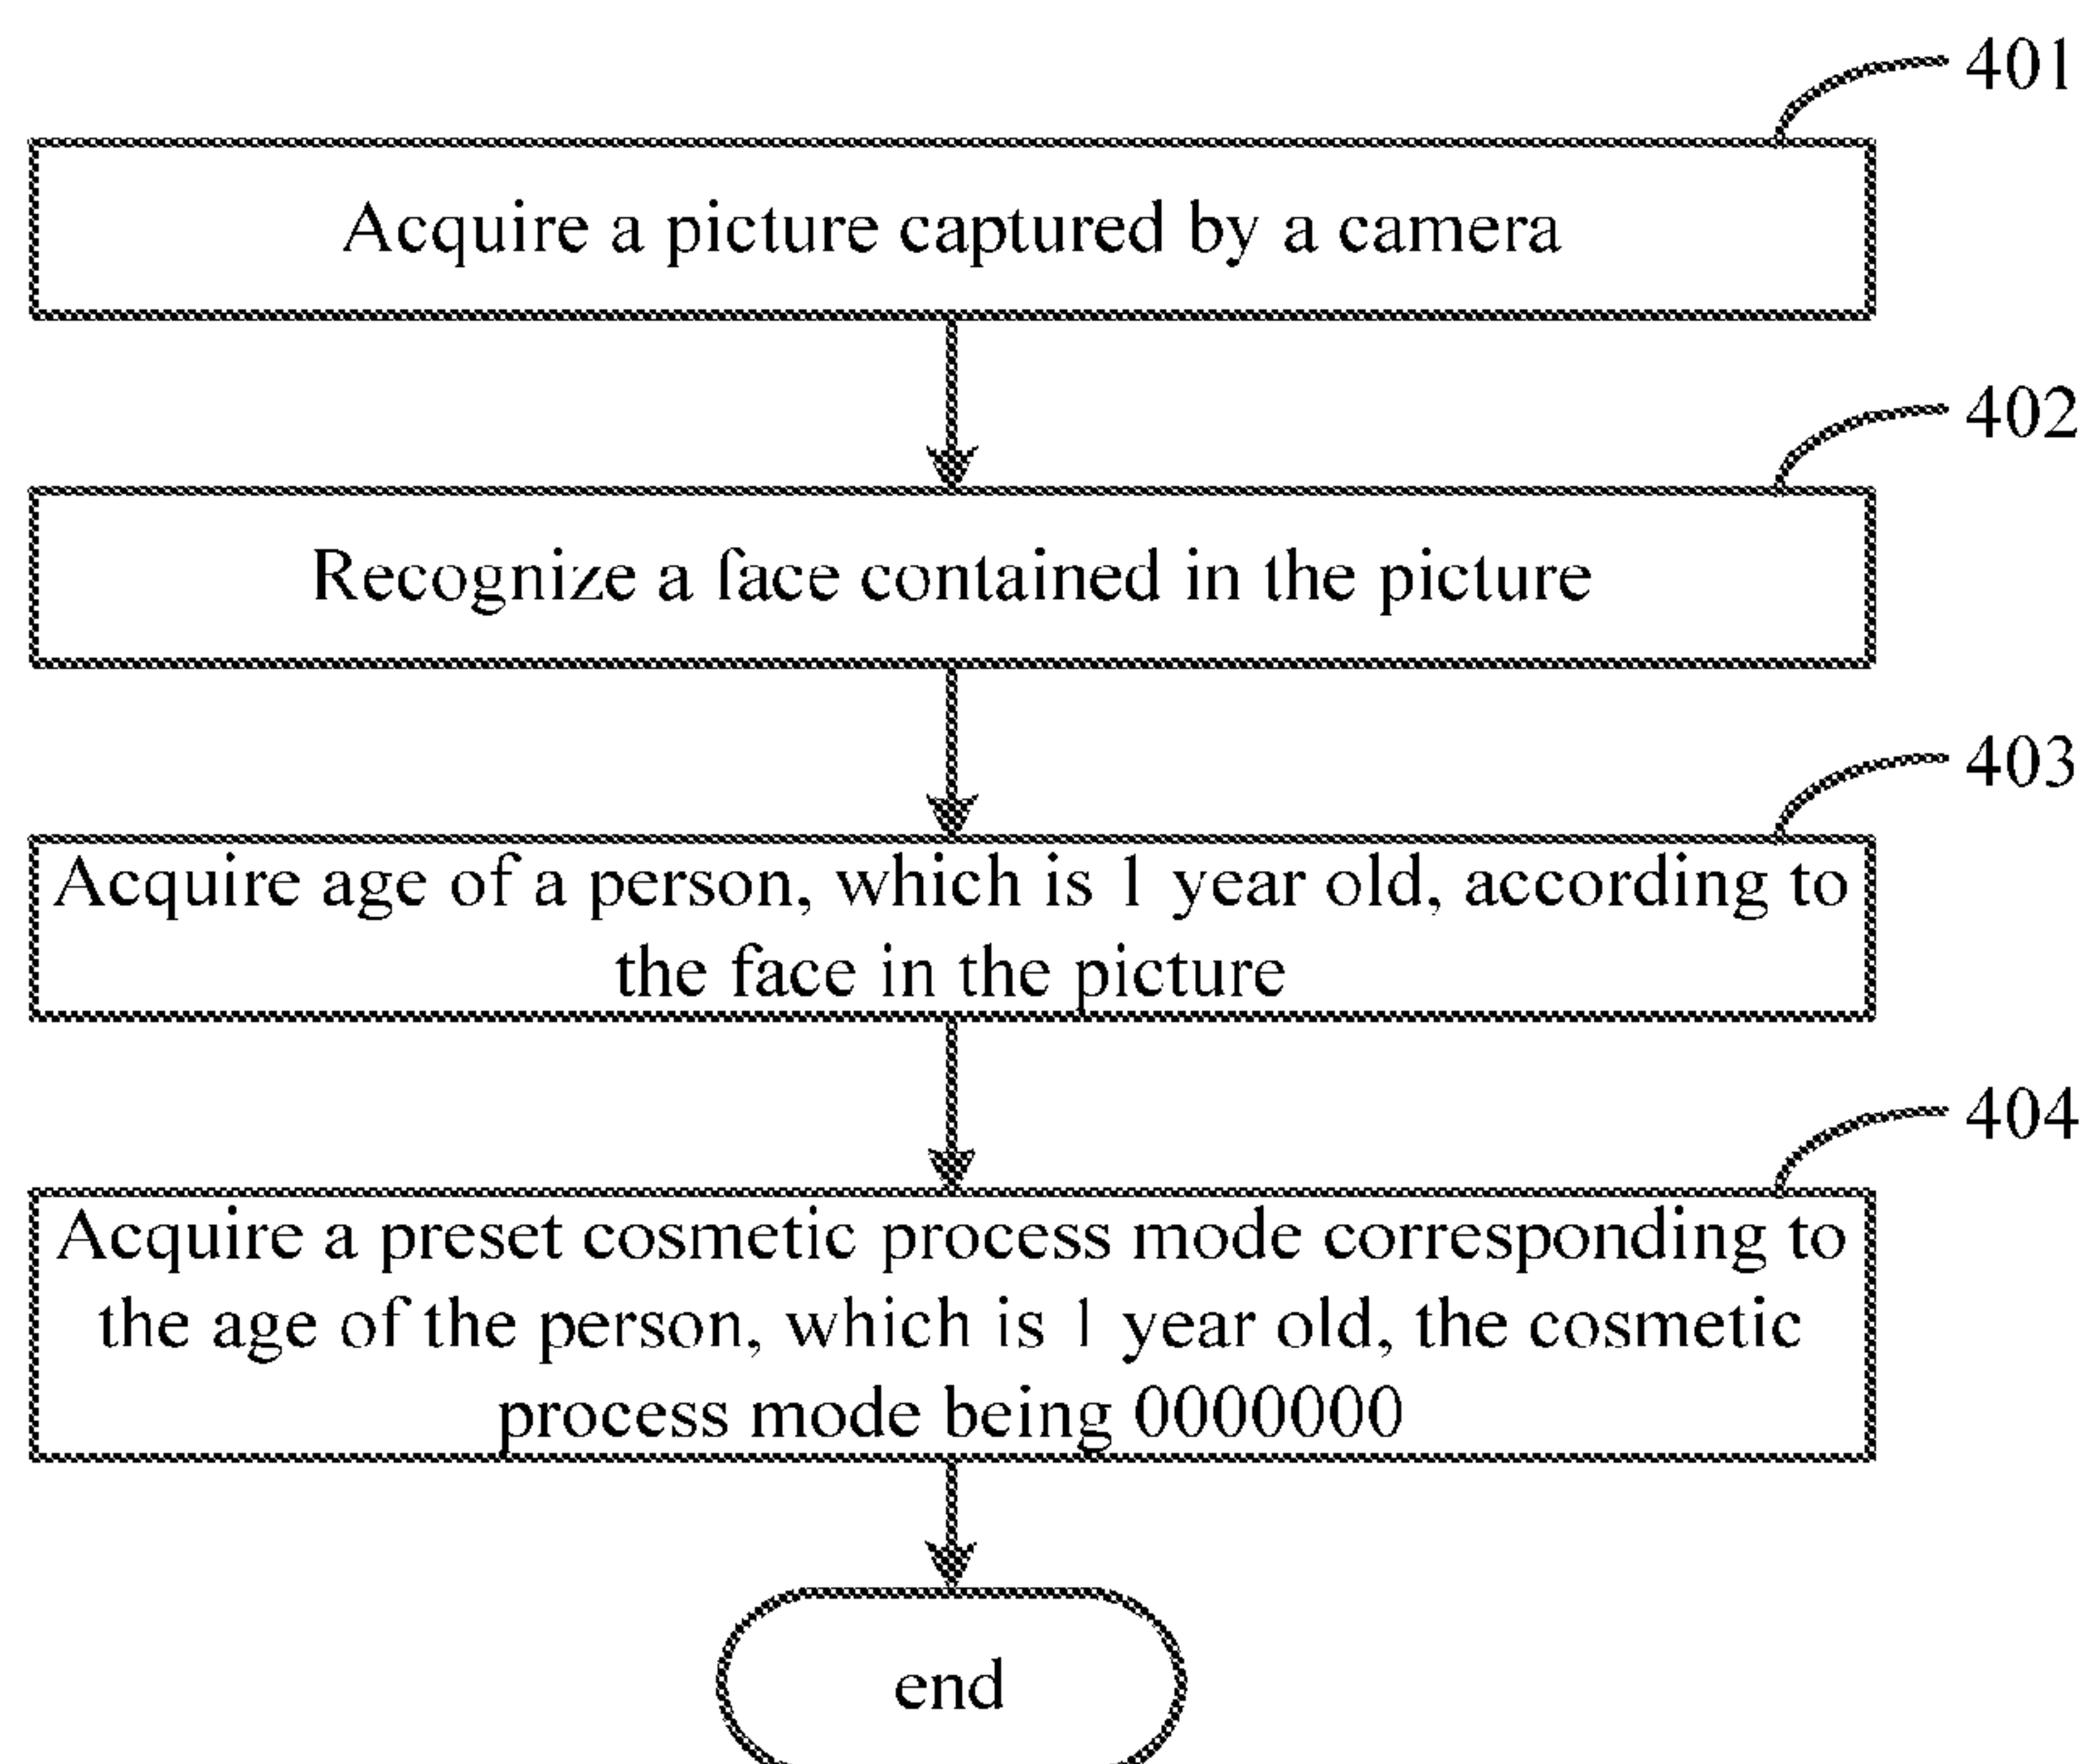 401
Acquire a picture captured by a camera
402
Recognize a face contained in the picture
403
Acquire age of a person, which is 1 year old, according to
the face in the picture
404
Acquire a preset cosmetic process mode corresponding to
the age of the person, which is 1 year old, the cosmetic
process mode being 0000000
end